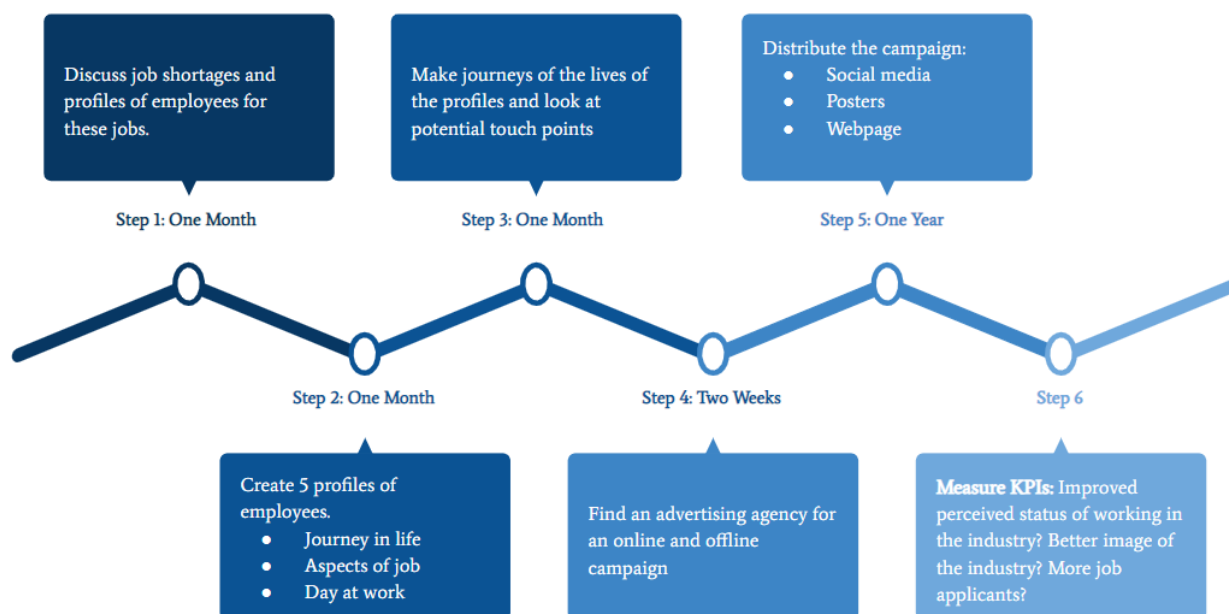 Discuss job shortages and
profiles of employees for
these jobs.
Step 1: One Month
Create 5 profiles of
employees.
● Journey in life
● Aspects of job
● Day at work
Step 2: One Month
Make journeys of the lives of
the profiles and look at
potential touch points
Step 3: One Month
Find an advertising agency for
an online and offline
campaign
Step 4: Two Weeks
Distribute the campaign:
● Social media
● Posters
● Webpage
Step 5: One Year
Measure KPIs: Improved
perceived status of working in
the industry? Better image of
the industry? More job
applicants?
Step 6